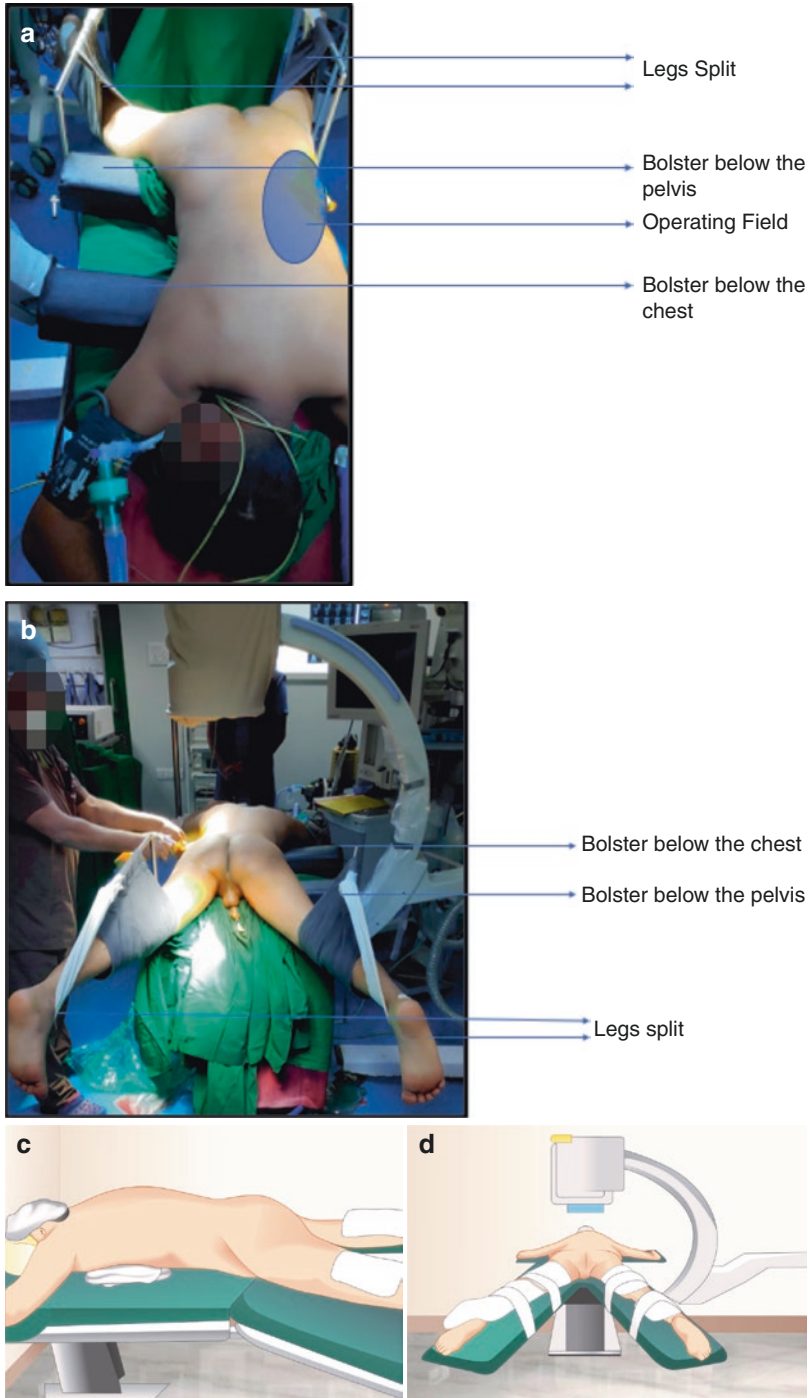 a
Legs Split
Bolster below the
pelvis
Operating Field
Bolster below the
chest
b
Bolster below the chest
Bolster below the pelvis
Legs split
c
d